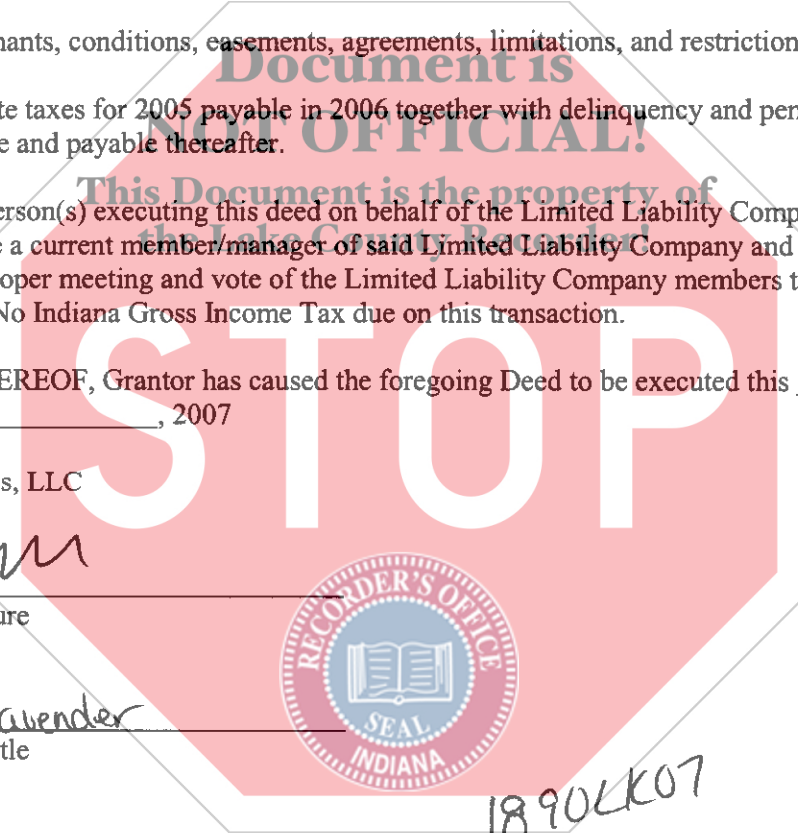 nants, conditions, easements, agreements, limitations, and restriction
Document is
te taxes for 2005 payable in 2006 together with delinquency and pen
NOT OFFICIAL!
e and payable thereafter.
This Document is the property of
erson(s) executing this deed on behalf of the Limited Liability Comp
the Lake County Recorder!
e a current member/manager of said Limited Liability Company and
oper meeting and vote of the Limited Liability Company members t
No Indiana Gross Income Tax due on this transaction.
STOP
EREOF, Grantor has caused the foregoing Deed to be executed this
, 2007
s, LLC
ure
RECORDER'S OFFICE
SEAL
INDIANA
avender
tle
1890LK07